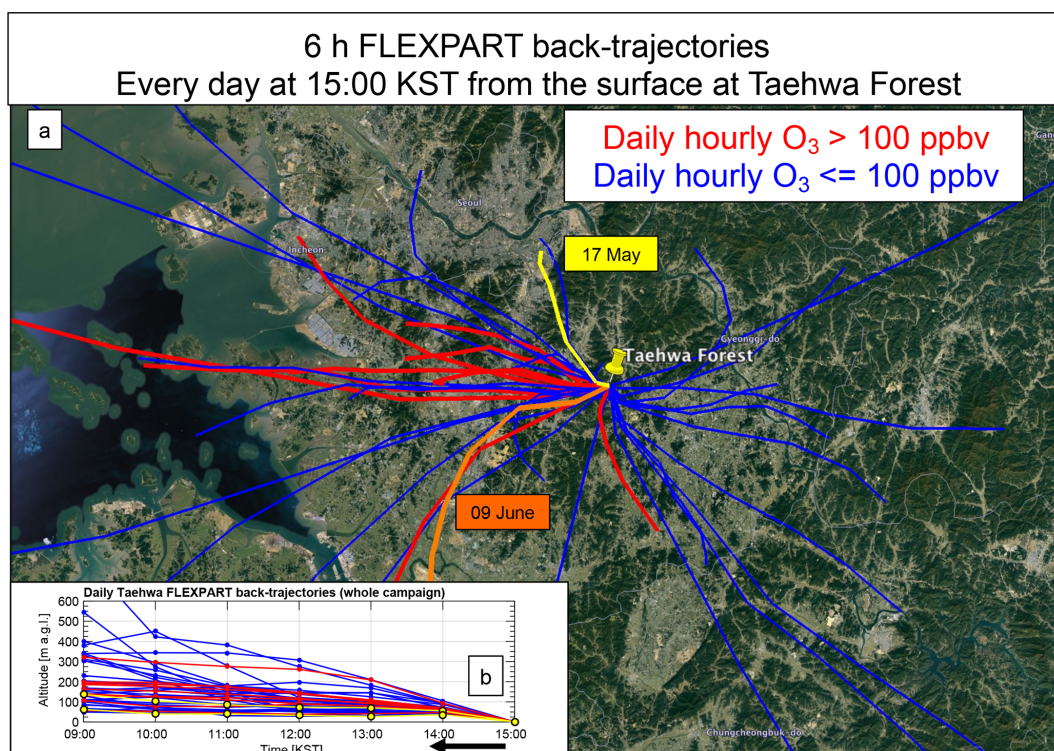 6 h FLEXPART back-trajectories
Every day at 15:00 KST from the surface at Taehwa Forest
a
Daily hourly O₃ > 100 ppbv
Daily hourly O₃ <= 100 ppbv
Seoul
Incheon
17 May
Gyeonggi-do
Taehwa Forest
09 June
Daily Taehwa FLEXPART back-trajectories (whole campaign)
600
500
400
300
200
100
0
Altitude [m a.g.l.]
b
09:00 10:00 11:00 12:00 13:00 14:00 15:00
Time [KST]
Chungcheongbuk-do